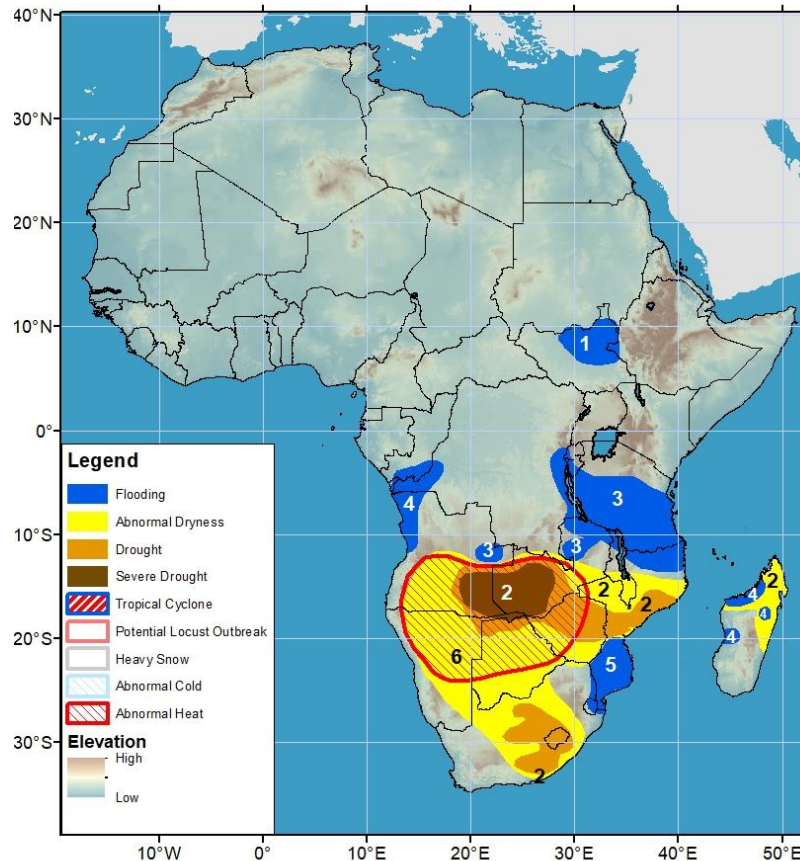 40°N
30°N
20°N
10°N
0°
10°S
20°S
30°S
1
3
4
3
3
2
2
2
2
4
4
4
6
5
2
Legend
Flooding
Abnormal Dryness
Drought
Severe Drought
Tropical Cyclone
Potential Locust Outbreak
Heavy Snow
Abnormal Cold
Abnormal Heat
Elevation
High
Low
10°W
0°
10°E
20°E
30°E
40°E
50°E